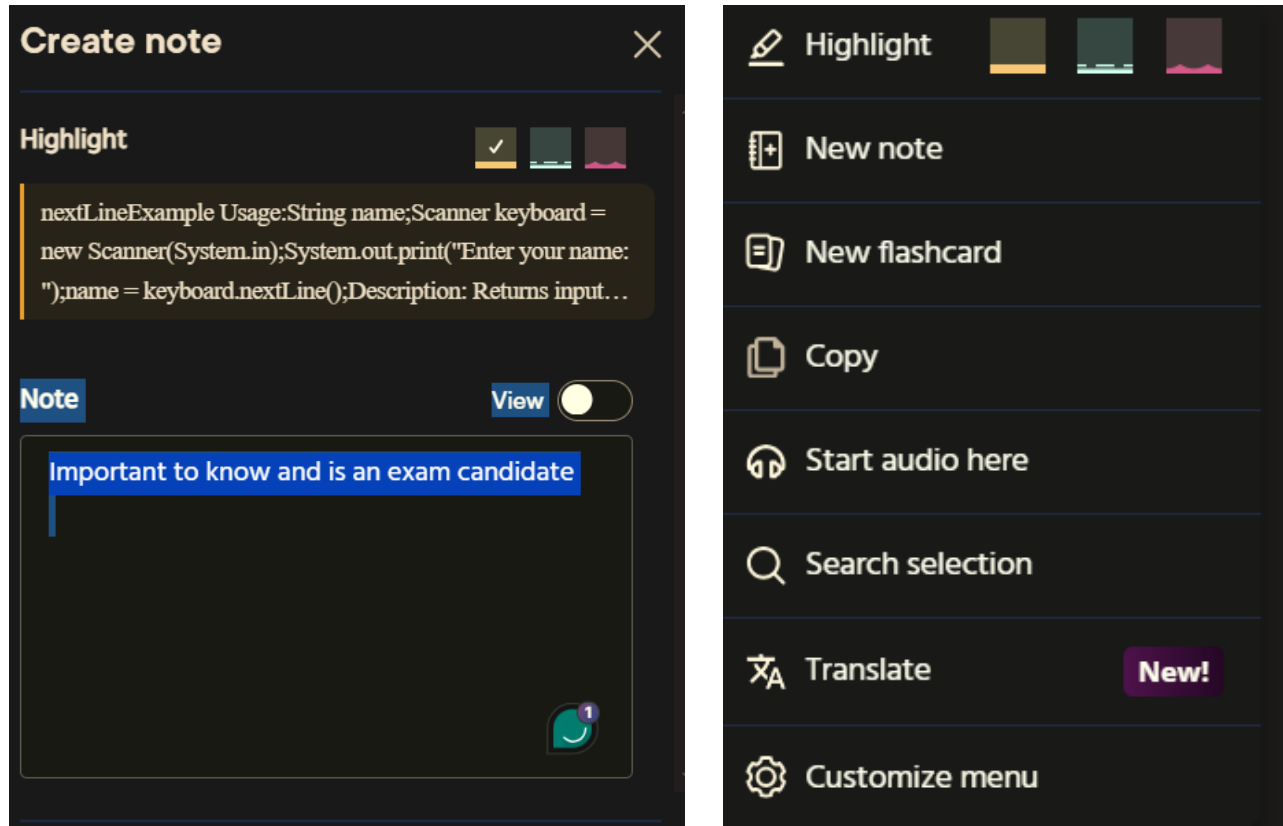 Create note
Highlight
nextLineExample Usage:String name;Scanner keyboard =
new Scanner(System.in);System.out.print("Enter your name:
");name = keyboard.nextLine();Description: Returns input…
Note
View
Important to know and is an exam candidate
1
Highlight
New note
New flashcard
Copy
Start audio here
Search selection
Translate
New!
Customize menu